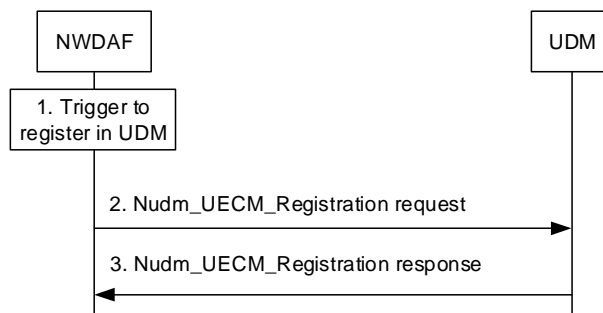 NWDAF
UDM
1. Trigger to
register in UDM
2. Nudm_UECM_Registration request
3. Nudm_UECM_Registration response